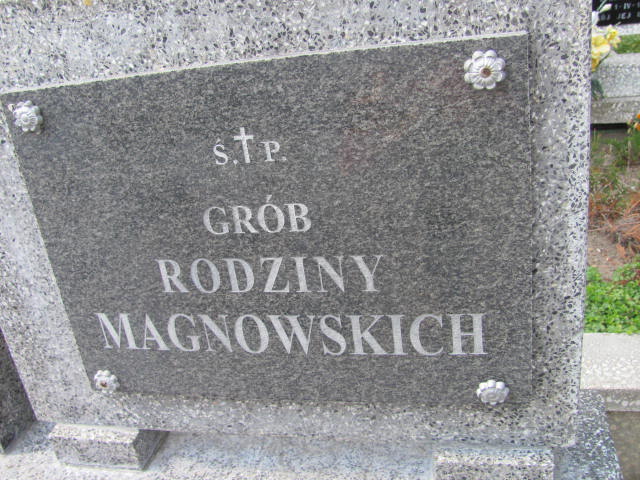 Ś.†P.
GRÓB
RODZINY
MAGNOWSKICH